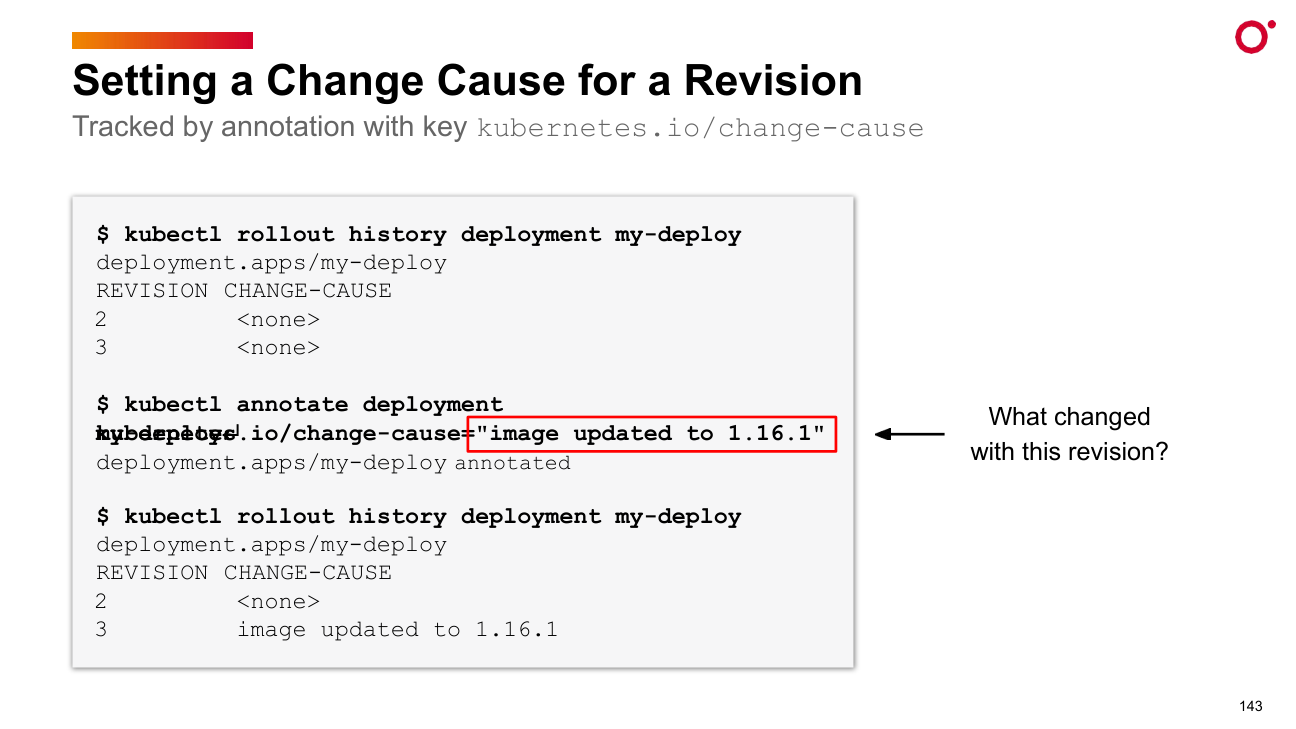 Setting a Change Cause for a Revision
Tracked by annotation with key kubernetes.io/change-cause
$ kubectl rollout history deployment my-deploy
deployment.apps/my-deploy
REVISION CHANGE-CAUSE
2 <none>
3 <none>
$ kubectl annotate deployment
my-deploy↵
kubernetes.io/change-cause="image updated to 1.16.1"
deployment.apps/my-deploy annotated
What changed
with this revision?
$ kubectl rollout history deployment my-deploy
deployment.apps/my-deploy
REVISION CHANGE-CAUSE
2 <none>
3 image updated to 1.16.1
143